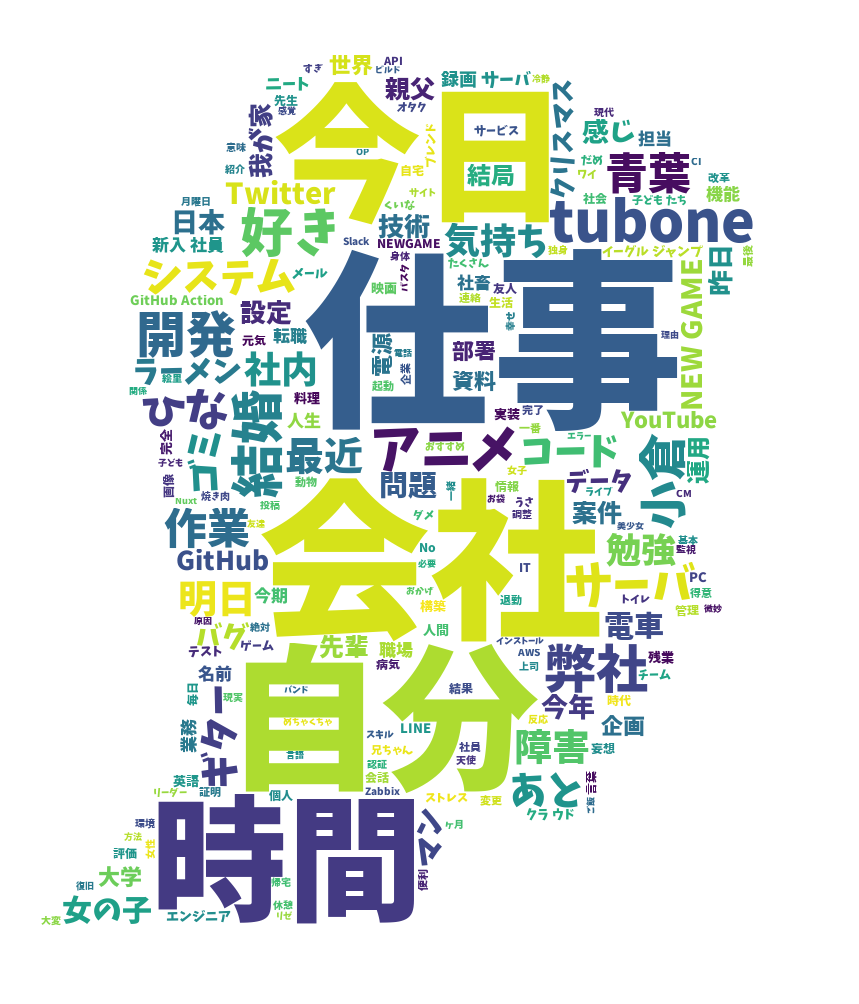 世界
API
すぎ
ビルド
冷静
ニート
親父
録画
サーバ
先生
感覚
オタク
現代
今日
サービス
クリスマス
我が家
意味
OP
ブレンド
感じ
担当
紹介
自宅
結局
だめ
ワイ
青葉
CI
改革
月曜日
Twitter
サイト
社会
子ども たち
機能
日本
好き
くいな
技術
tubone
新入 社員
Slack
NEWGAME
気持ち
独身
イーグル ジャンプ
最後
昨日
システム
メール
身体
バスタ
たくさん
仕事
映画
社畜
友人
GitHub Action
設定
連絡
生活
幸せ
NEW GAME
開発
元気
転職
電源
電話
部署
理由
ラーメン
絵里
社内
起動
企業
資料
関係
ひな
料理
実装
完了
YouTube
結婚
人生
アニメ
一番
コード
エラー
完全
ゴミ
最近
おすすめ
小倉
運用
子ども
画像
動物
問題
一緒
女子
データ
焼き肉
情報
ライブ
CM
Nuxt
投稿
お袋
うさ
作業
友達
ダメ
調整
案件
美少女
GitHub
会社
No
必要
勉強
基本
監視
IT
サーバ
PC
明日
今期
おかげ
退勤
得意
構築
トイレ
管理
微妙
原因
バグ
絶対
人間
電車
テスト
ゲーム
先輩
職場
インストール
AWS
残業
名前
病気
上司
弊社
チーム
毎日
現実
自分
バンド
結果
今年
時代
めちゃくちゃ
反応
企画
業務
ギター
LINE
スキル
言語
兄ちゃん
社員
天使
障害
妄想
認証
英語
会話
あと
言葉
リーダー
証明
個人
Zabbix
ストレス
変更
ご飯
クラ ウド
環境
時間
マン
ケ月
方法
女性
評価
大学
帰宅
便利
復旧
女の子
休憩
リゼ
大変
エンジニア